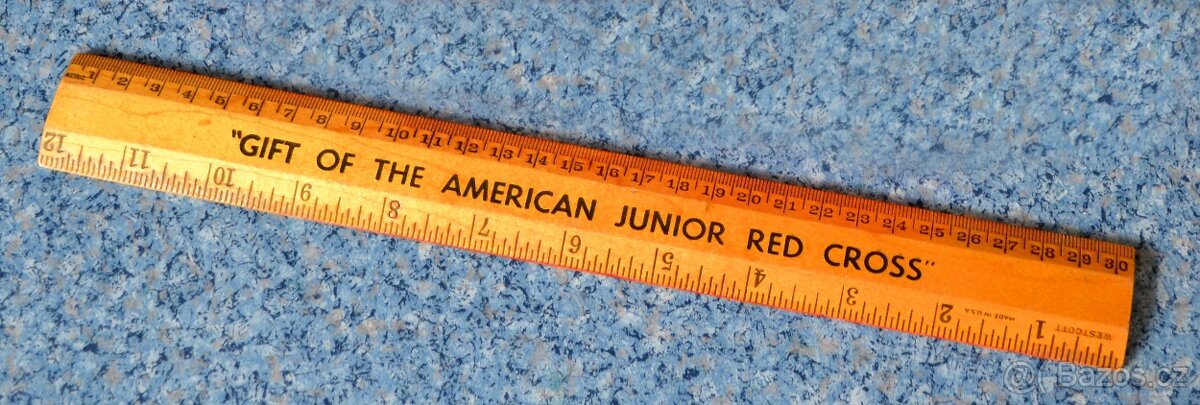 METRIC 1 2 3 4 5 6 7 8 9 10 11 12 13 14 15 16 17 18 19 20 21 22 23 24 25 26 27 28 29 30
"GIFT OF THE AMERICAN JUNIOR RED CROSS"
12 11 10 9 8 7 6 5 4 3 2 1
MADE IN U.S.A.
WESTCOTT
Bazos.cz